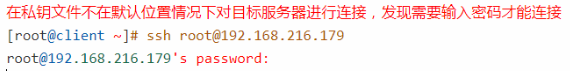 在私钥文件不在默认位置情况下对目标服务器进行连接，发现需要输入密码才能连接
[root@client ~]# ssh root@192.168.216.179
root@192.168.216.179's password: